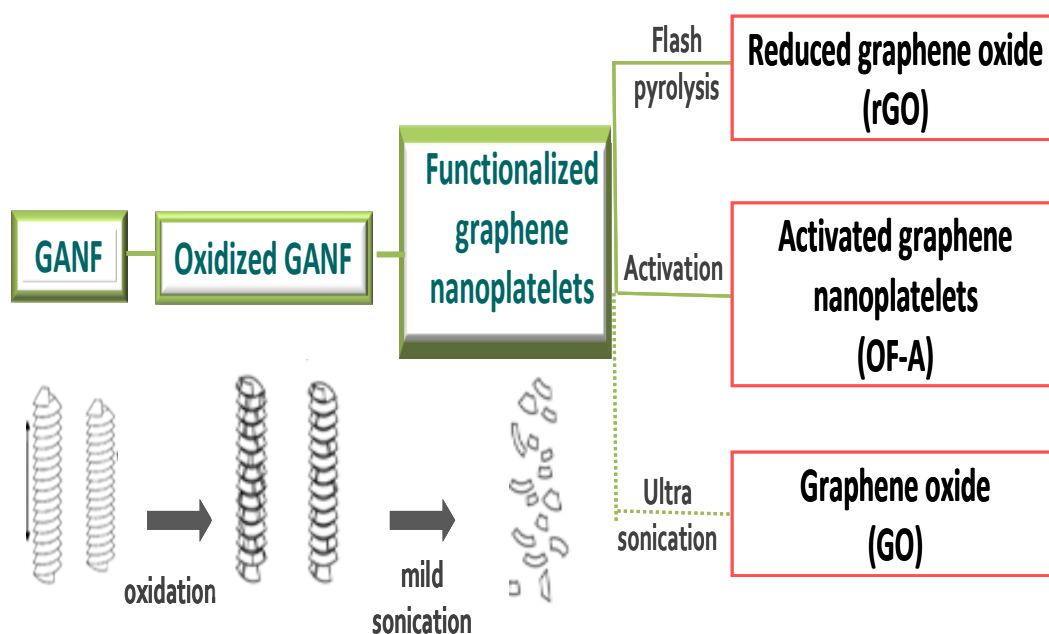 GANF
Oxidized GANF
Functionalized
graphene
nanoplatelets
Flash
pyrolysis
Reduced graphene oxide
(rGO)
Activation
Activated graphene
nanoplatelets
(OF-A)
Ultra
sonication
Graphene oxide
(GO)
oxidation
mild
sonication